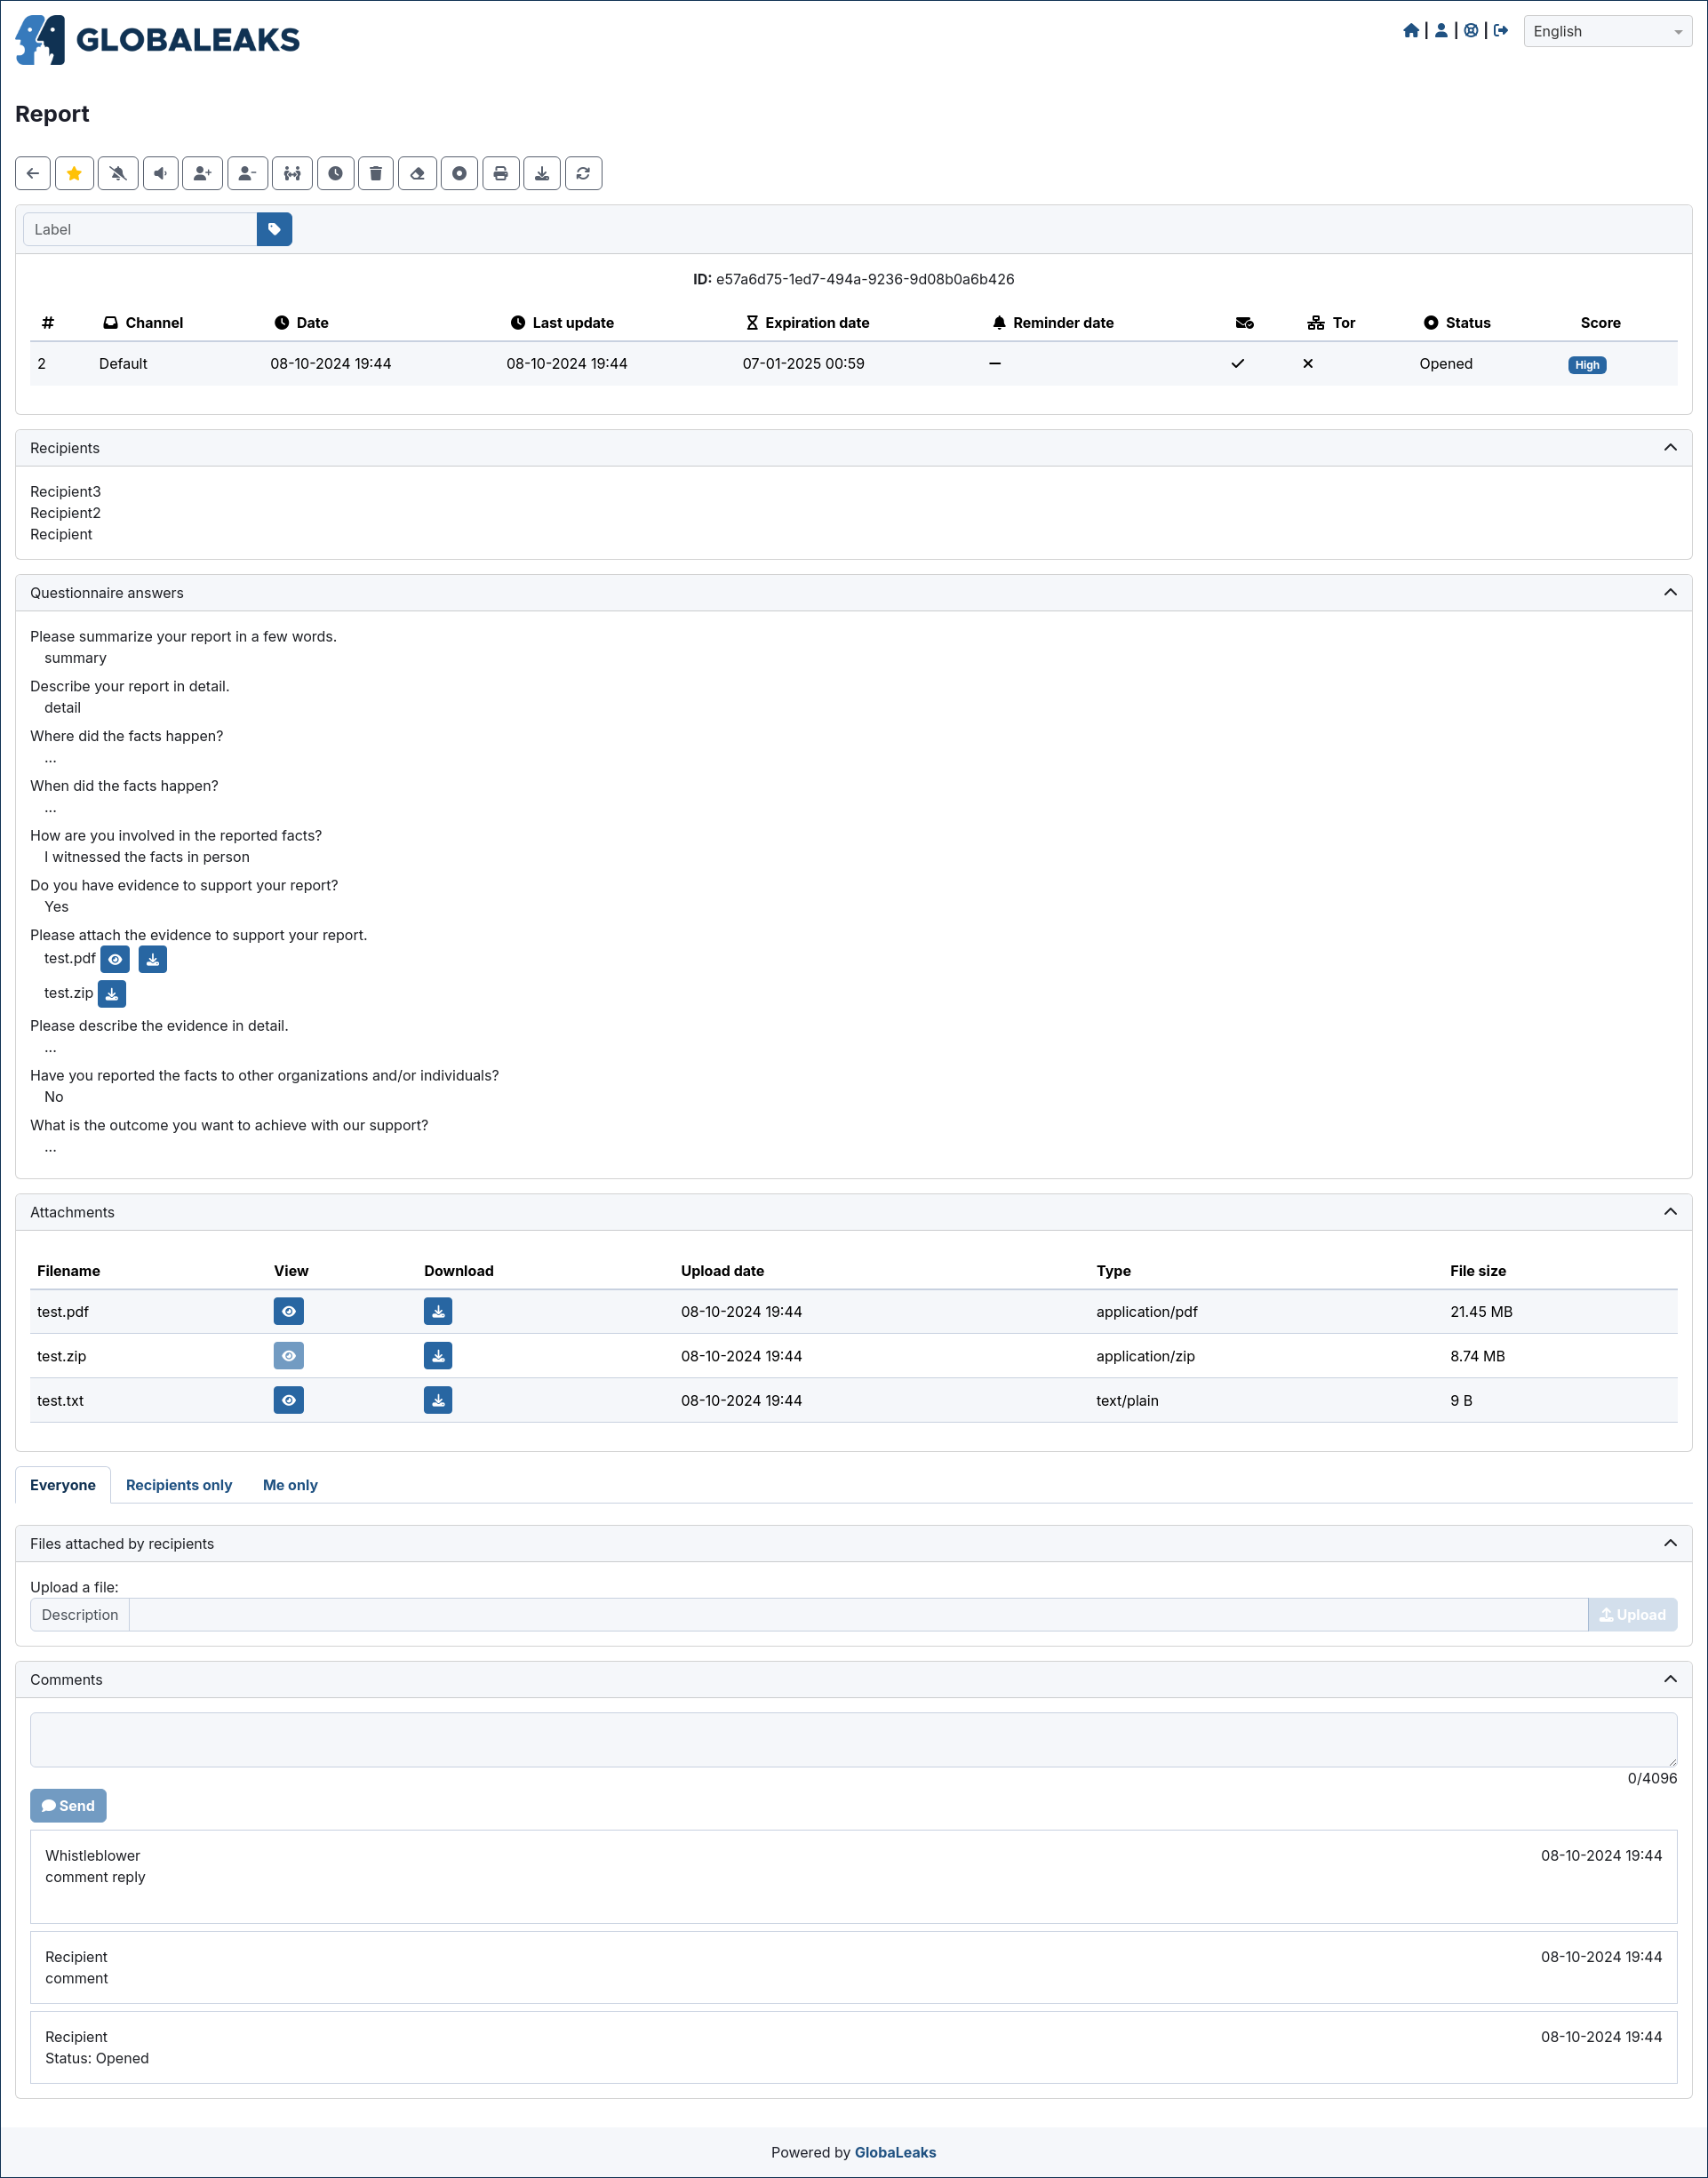 GLOBALEAKS
English
Report
Label
ID: e57a6d75-1ed7-494a-9236-9d08b0a6b426
# Channel Date Last update Expiration date Reminder date Tor Status Score
2 Default 08-10-2024 19:44 08-10-2024 19:44 07-01-2025 00:59 — Opened High
Recipients
Recipient3
Recipient2
Recipient
Questionnaire answers
Please summarize your report in a few words.
summary
Describe your report in detail.
detail
Where did the facts happen?
...
When did the facts happen?
...
How are you involved in the reported facts?
I witnessed the facts in person
Do you have evidence to support your report?
Yes
Please attach the evidence to support your report.
test.pdf
test.zip
Please describe the evidence in detail.
...
Have you reported the facts to other organizations and/or individuals?
No
What is the outcome you want to achieve with our support?
...
Attachments
Filename View Download Upload date Type File size
test.pdf 08-10-2024 19:44 application/pdf 21.45 MB
test.zip 08-10-2024 19:44 application/zip 8.74 MB
test.txt 08-10-2024 19:44 text/plain 9 B
Everyone Recipients only Me only
Files attached by recipients
Upload a file:
Description Upload
Comments
0/4096
Send
Whistleblower 08-10-2024 19:44
comment reply
Recipient 08-10-2024 19:44
comment
Recipient 08-10-2024 19:44
Status: Opened
Powered by GlobaLeaks